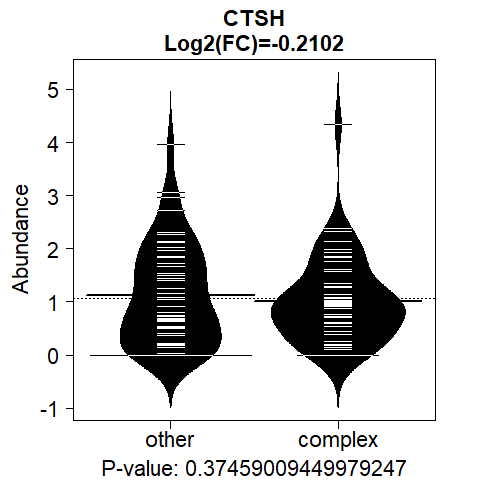 CTSH
Log2(FC)=-0.2102
Abundance
5
4
3
2
1
0
-1
other complex
P-value: 0.37459009449979247